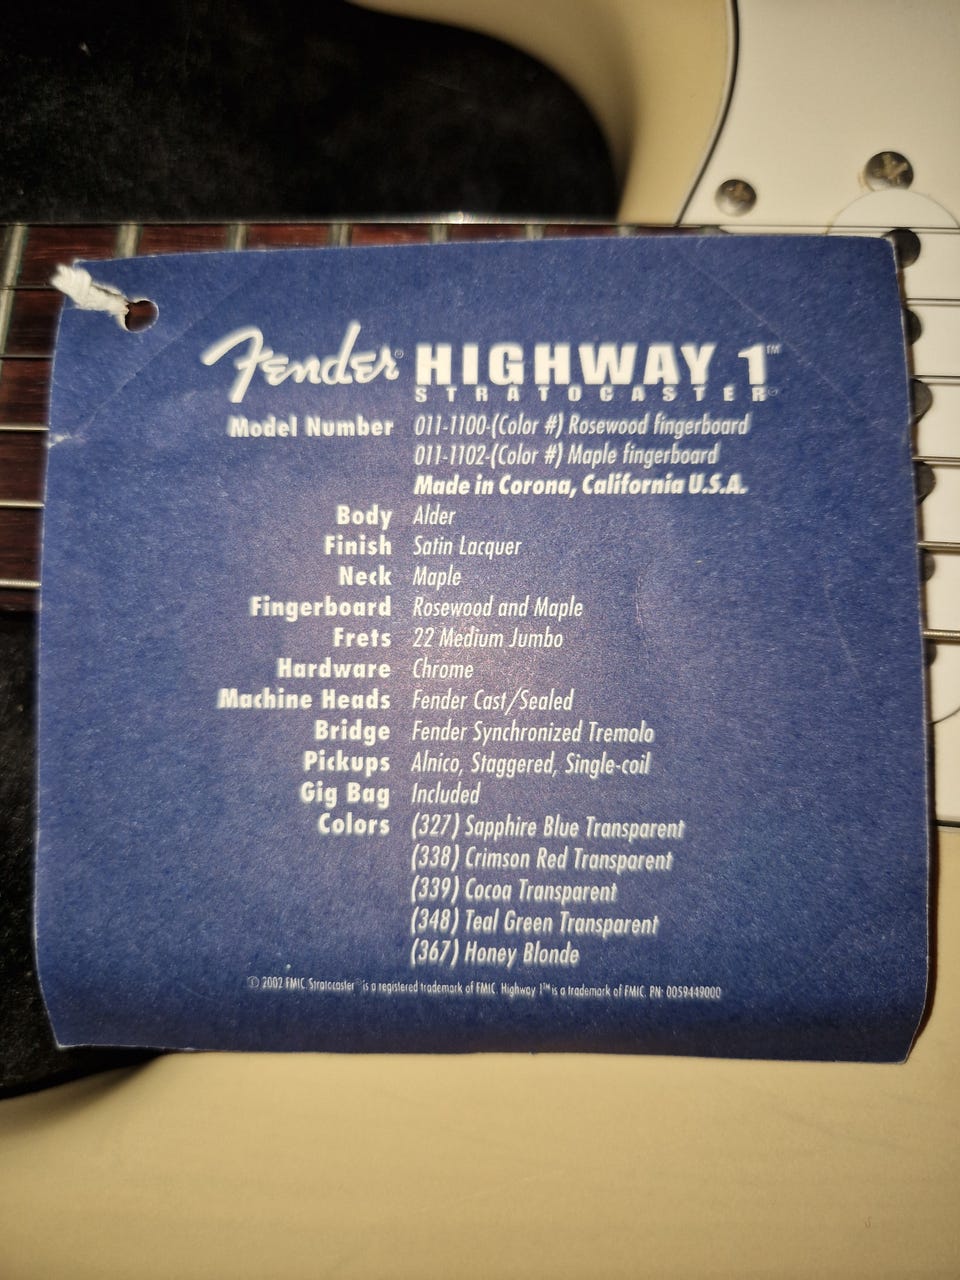 Fender® HIGHWAY 1™
STRATOCASTER®
Model Number 011-1100-(Color #) Rosewood fingerboard
011-1102-(Color #) Maple fingerboard
Made in Corona, California U.S.A.
Body Alder
Finish Satin Lacquer
Neck Maple
Fingerboard Rosewood and Maple
Frets 22 Medium Jumbo
Hardware Chrome
Machine Heads Fender Cast/Sealed
Bridge Fender Synchronized Tremolo
Pickups Alnico, Staggered, Single-coil
Gig Bag Included
Colors (327) Sapphire Blue Transparent
(338) Crimson Red Transparent
(339) Cocoa Transparent
(348) Teal Green Transparent
(367) Honey Blonde
© 2002 FMIC. Stratocaster® is a registered trademark of FMIC. Highway 1™ is a trademark of FMIC. PN: 0059449000